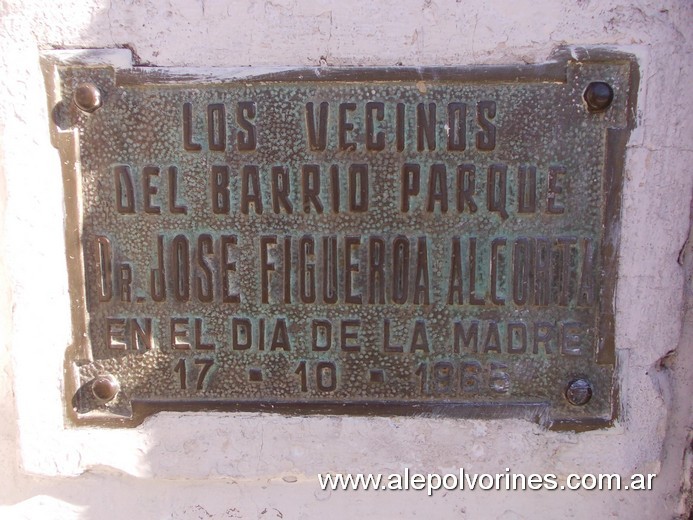 LOS VECINOS
DEL BARRIO PARQUE
DR. JOSE FIGUEROA ALCORTA
EN EL DIA DE LA MADRE
17 - 10 - 1965
www.alepolvorines.com.ar